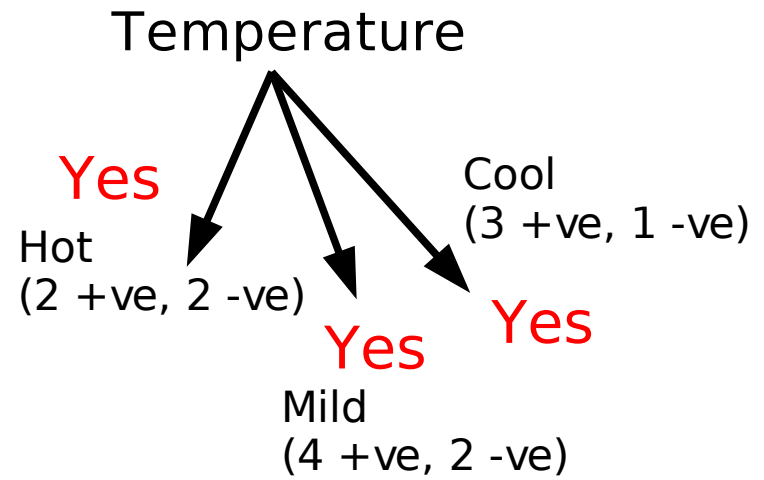 Temperature
Yes
Hot
(2 +ve, 2 -ve)
Yes
Mild
(4 +ve, 2 -ve)
Cool
(3 +ve, 1 -ve)
Yes